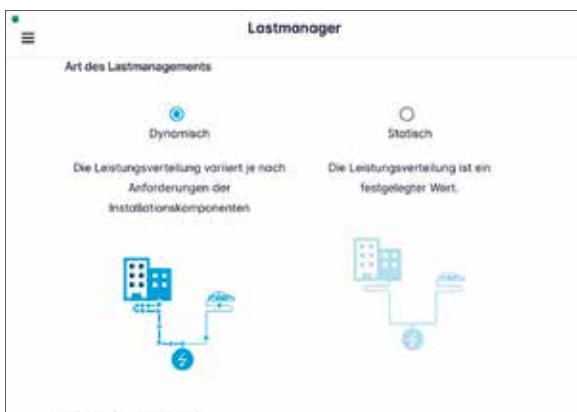 Lastmanager
Art des Lastmanagements
Dynamisch
Die Leistungsverteilung variiert je nach
Anforderungen der
Installationskomponenten
Statisch
Die Leistungsverteilung ist ein
festgelegter Wert.